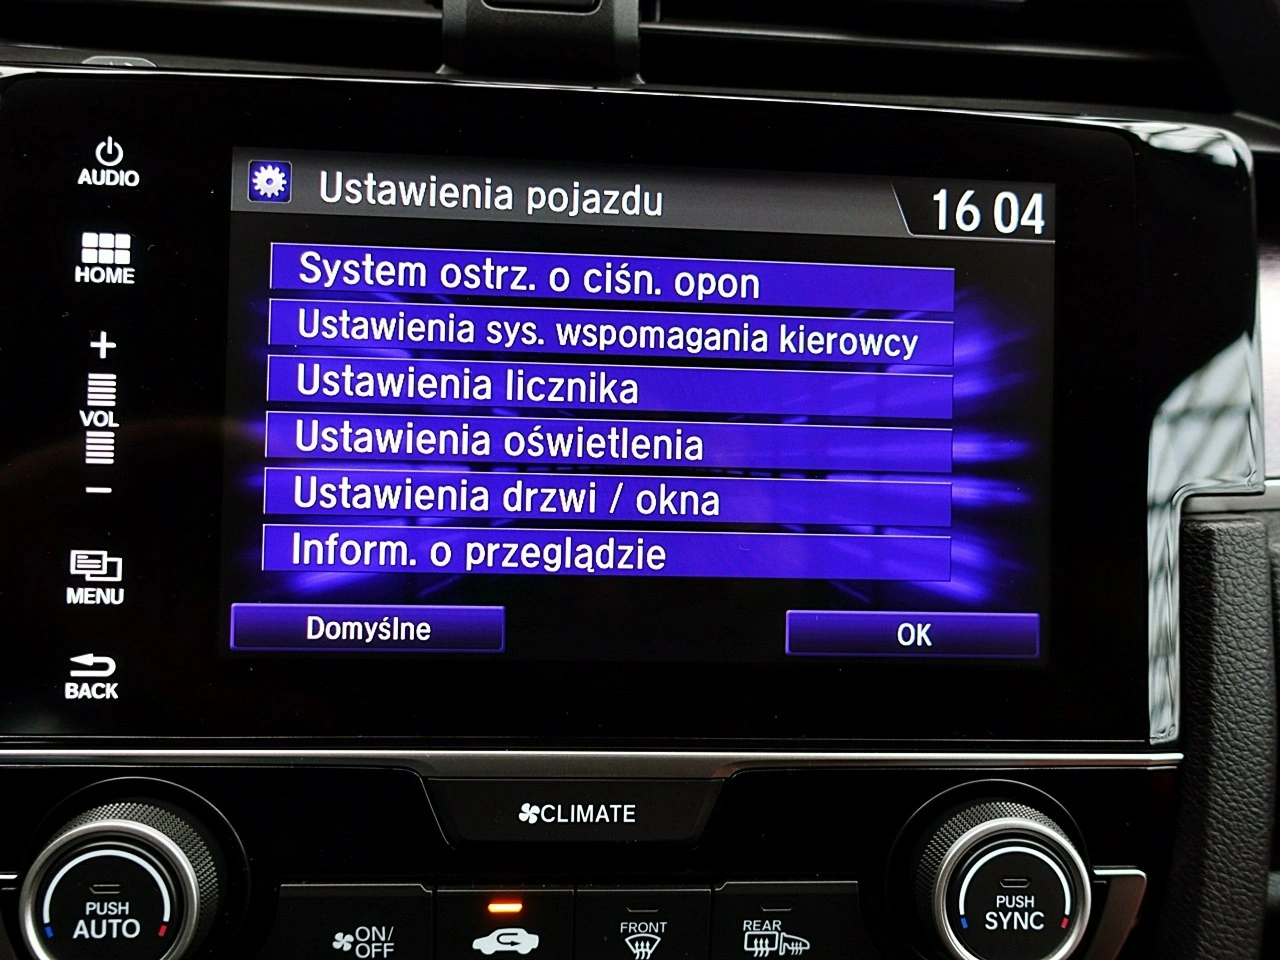 AUDIO
HOME
+
VOL
−
MENU
BACK
Ustawienia pojazdu
16 04
System ostrz. o ciśn. opon
Ustawienia sys. wspomagania kierowcy
Ustawienia licznika
Ustawienia oświetlenia
Ustawienia drzwi / okna
Inform. o przeglądzie
Domyślne
OK
CLIMATE
PUSH
AUTO
ON/
OFF
FRONT
REAR
PUSH
SYNC